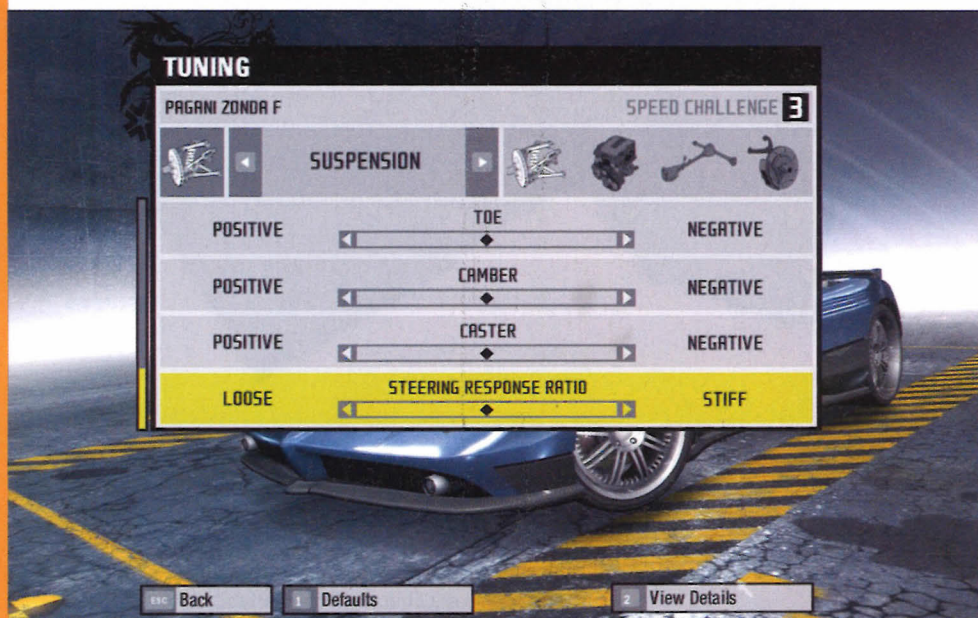 TUNING
PAGANI ZONDA F
SPEED CHALLENGE 3
SUSPENSION
TOE
POSITIVE NEGATIVE
CAMBER
POSITIVE NEGATIVE
CASTER
POSITIVE NEGATIVE
STEERING RESPONSE RATIO
LOOSE STIFF
ESC Back 1 Defaults 2 View Details